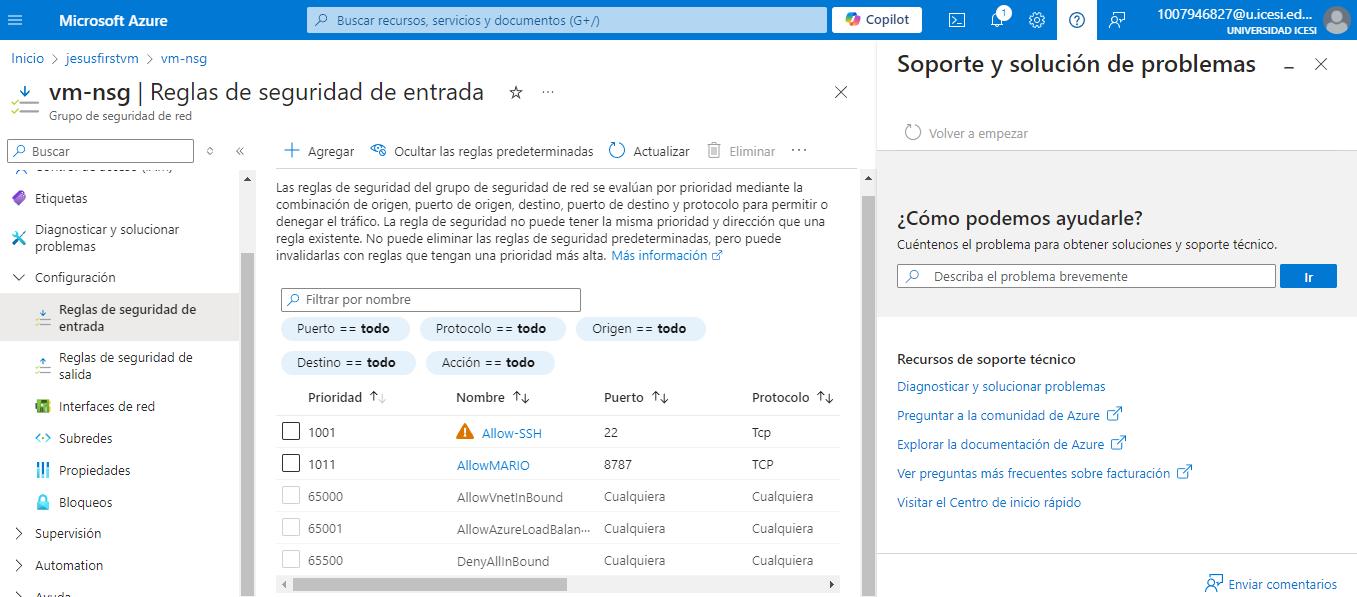 Microsoft Azure
Buscar recursos, servicios y documentos (G+/)
Copilot
1
1007946827@u.icesi.ed...
UNIVERSIDAD ICESI
Inicio > jesusfirstvm > vm-nsg
vm-nsg | Reglas de seguridad de entrada
Grupo de seguridad de red
Buscar
Etiquetas
Diagnosticar y solucionar
problemas
Configuración
Reglas de seguridad de
entrada
Reglas de seguridad de
salida
Interfaces de red
Subredes
Propiedades
Bloqueos
Supervisión
Automation
Ayuda
Agregar
Ocultar las reglas predeterminadas
Actualizar
Eliminar
Las reglas de seguridad del grupo de seguridad de red se evalúan por prioridad mediante la
combinación de origen, puerto de origen, destino, puerto de destino y protocolo para permitir o
denegar el tráfico. La regla de seguridad no puede tener la misma prioridad y dirección que una
regla existente. No puede eliminar las reglas de seguridad predeterminadas, pero puede
invalidarlas con reglas que tengan una prioridad más alta. Más información
Filtrar por nombre
Puerto == todo
Protocolo == todo
Origen == todo
Destino == todo
Acción == todo
Prioridad Nombre Puerto Protocolo
1001 Allow-SSH 22 Tcp
1011 AllowMARIO 8787 TCP
65000 AllowVnetInBound Cualquiera Cualquiera
65001 AllowAzureLoadBalan... Cualquiera Cualquiera
65500 DenyAllInBound Cualquiera Cualquiera
Soporte y solución de problemas
Volver a empezar
¿Cómo podemos ayudarle?
Cuéntenos el problema para obtener soluciones y soporte técnico.
Describa el problema brevemente
Ir
Recursos de soporte técnico
Diagnosticar y solucionar problemas
Preguntar a la comunidad de Azure
Explorar la documentación de Azure
Ver preguntas más frecuentes sobre facturación
Visitar el Centro de inicio rápido
Enviar comentarios